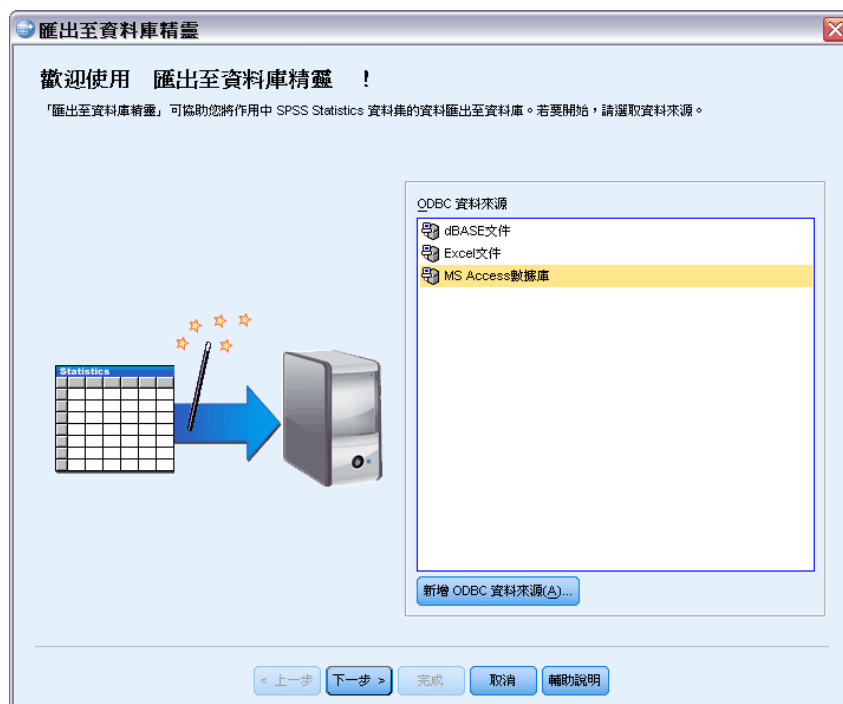 匯出至資料庫精靈
歡迎使用 匯出至資料庫精靈 !
「匯出至資料庫精靈」可協助您將作用中 SPSS Statistics 資料集的資料匯出至資料庫。若要開始,請選取資料來源。
ODBC 資料來源
dBASE文件
Excel文件
MS Access數據庫
Statistics
新增 ODBC 資料來源(A)...
< 上一步 下一步 > 完成 取消 輔助說明